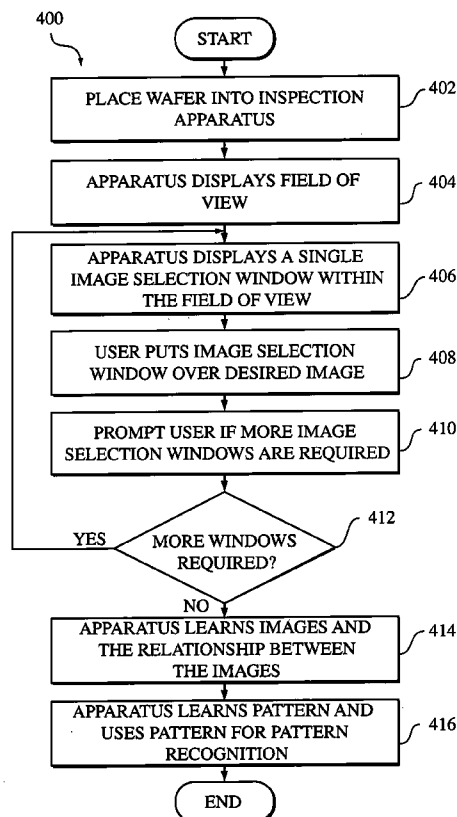 400
START
PLACE WAFER INTO INSPECTION
APPARATUS
402
APPARATUS DISPLAYS FIELD OF
VIEW
404
APPARATUS DISPLAYS A SINGLE
IMAGE SELECTION WINDOW WITHIN
THE FIELD OF VIEW
406
USER PUTS IMAGE SELECTION
WINDOW OVER DESIRED IMAGE
408
PROMPT USER IF MORE IMAGE
SELECTION WINDOWS ARE REQUIRED
410
YES
MORE WINDOWS
REQUIRED?
412
NO
APPARATUS LEARNS IMAGES AND
THE RELATIONSHIP BETWEEN
THE IMAGES
414
APPARATUS LEARNS PATTERN AND
USES PATTERN FOR PATTERN
RECOGNITION
416
END